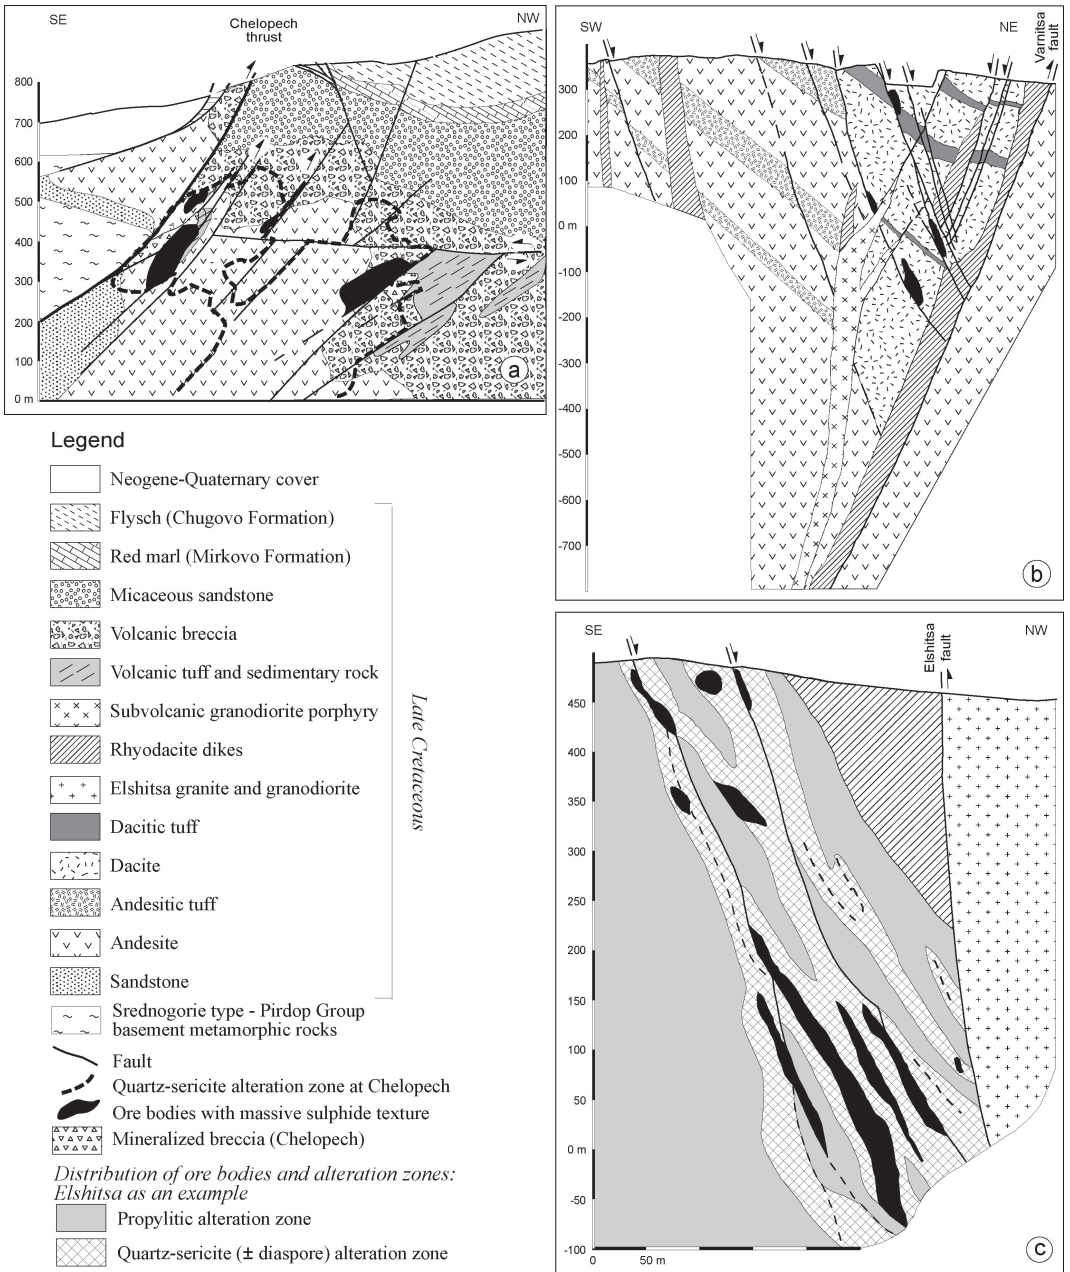 SE
Chelopech
thrust
NW
800
700
600
500
400
300
200
100
0 m
a
SW
NE
Varnitsa
fault
300
200
100
0 m
-100
-200
-300
-400
-500
-600
-700
b
Legend
Neogene-Quaternary cover
Flysch (Chugovo Formation)
Red marl (Mirkovo Formation)
Micaceous sandstone
Volcanic breccia
Volcanic tuff and sedimentary rock
Subvolcanic granodiorite porphyry
Rhyodacite dikes
Elshitsa granite and granodiorite
Dacitic tuff
Dacite
Andesitic tuff
Andesite
Sandstone
Late Cretaceous
Srednogorie type - Pirdop Group
basement metamorphic rocks
Fault
Quartz-sericite alteration zone at Chelopech
Ore bodies with massive sulphide texture
Mineralized breccia (Chelopech)
Distribution of ore bodies and alteration zones:
Elshitsa as an example
Propylitic alteration zone
Quartz-sericite (± diaspore) alteration zone
SE
Elshitsa
fault
NW
450
400
350
300
250
200
150
100
50
0 m
-50
-100
0
50 m
c